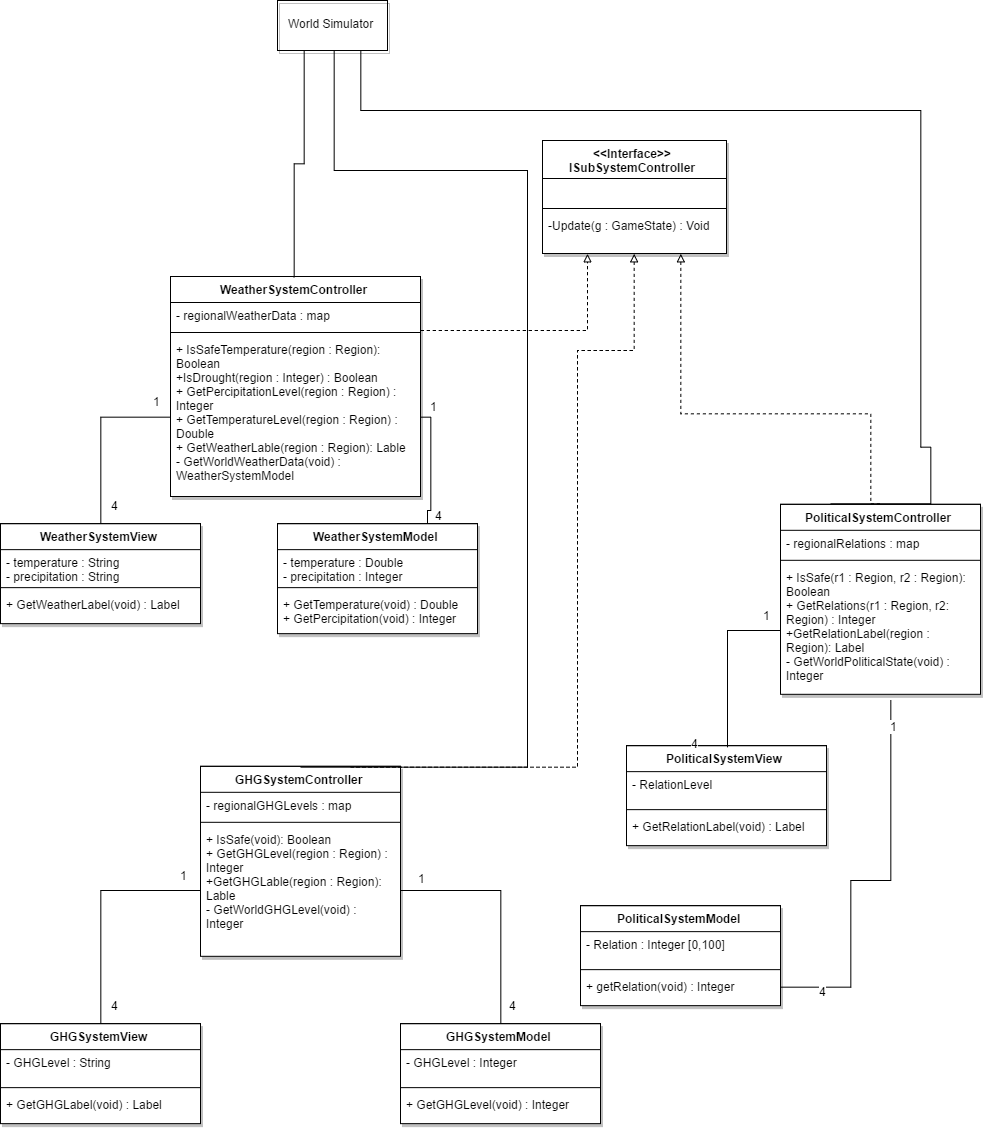 World Simulator
<<Interface>>
ISubSystemController
-Update(g : GameState) : Void
WeatherSystemController
- regionalWeatherData : map
+ IsSafeTemperature(region : Region):
Boolean
+IsDrought(region : Integer) : Boolean
+ GetPercipitationLevel(region : Region) :
Integer
+ GetTemperatureLevel(region : Region) :
Double
+ GetWeatherLable(region : Region): Lable
- GetWorldWeatherData(void) :
WeatherSystemModel
1
1
4
4
WeatherSystemView
- temperature : String
- precipitation : String
+ GetWeatherLabel(void) : Label
WeatherSystemModel
- temperature : Double
- precipitation : Integer
+ GetTemperature(void) : Double
+ GetPercipitation(void) : Integer
PoliticalSystemController
- regionalRelations : map
+ IsSafe(r1 : Region, r2 : Region):
Boolean
+ GetRelations(r1 : Region, r2:
Region) : Integer
+GetRelationLabel(region :
Region): Label
- GetWorldPoliticalState(void) :
Integer
1
1
4
PoliticalSystemView
- RelationLevel
+ GetRelationLabel(void) : Label
GHGSystemController
- regionalGHGLevels : map
+ IsSafe(void): Boolean
+ GetGHGLevel(region : Region) :
Integer
+GetGHGLable(region : Region):
Lable
- GetWorldGHGLevel(void) :
Integer
1
1
4
4
PoliticalSystemModel
- Relation : Integer [0,100]
+ getRelation(void) : Integer
4
GHGSystemView
- GHGLevel : String
+ GetGHGLabel(void) : Label
GHGSystemModel
- GHGLevel : Integer
+ GetGHGLevel(void) : Integer